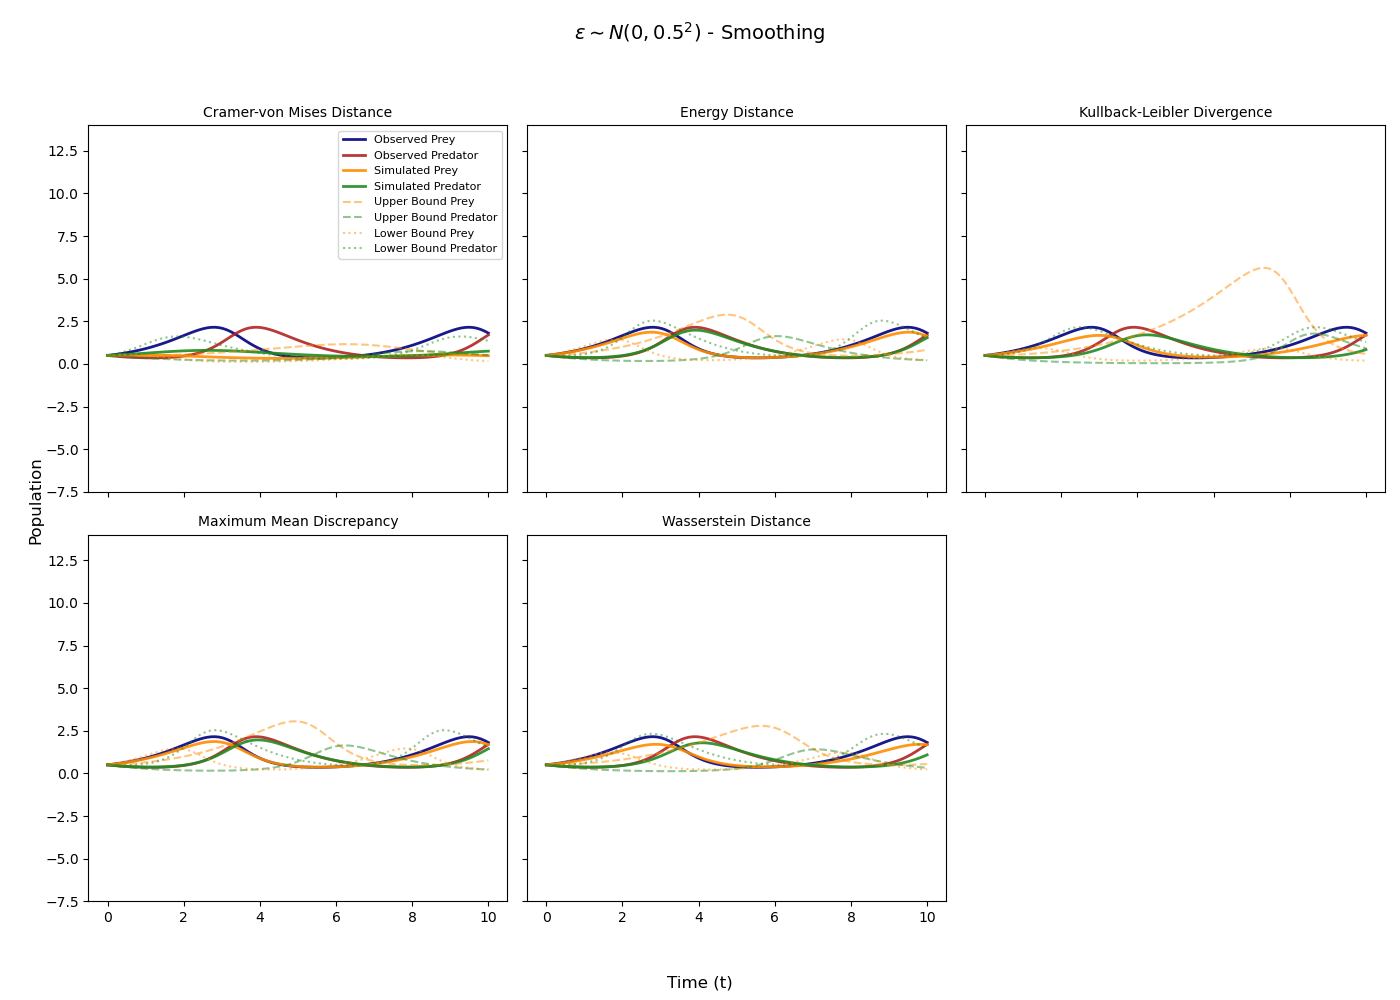 ε ~ N(0, 0.5²) - Smoothing
Cramer-von Mises Distance
Energy Distance
Kullback-Leibler Divergence
Observed Prey
Observed Predator
Simulated Prey
Simulated Predator
Upper Bound Prey
Upper Bound Predator
Lower Bound Prey
Lower Bound Predator
12.5
10.0
7.5
5.0
2.5
0.0
−2.5
−5.0
−7.5
Population
Maximum Mean Discrepancy
Wasserstein Distance
12.5
10.0
7.5
5.0
2.5
0.0
−2.5
−5.0
−7.5
0 2 4 6 8 10
0 2 4 6 8 10
Time (t)